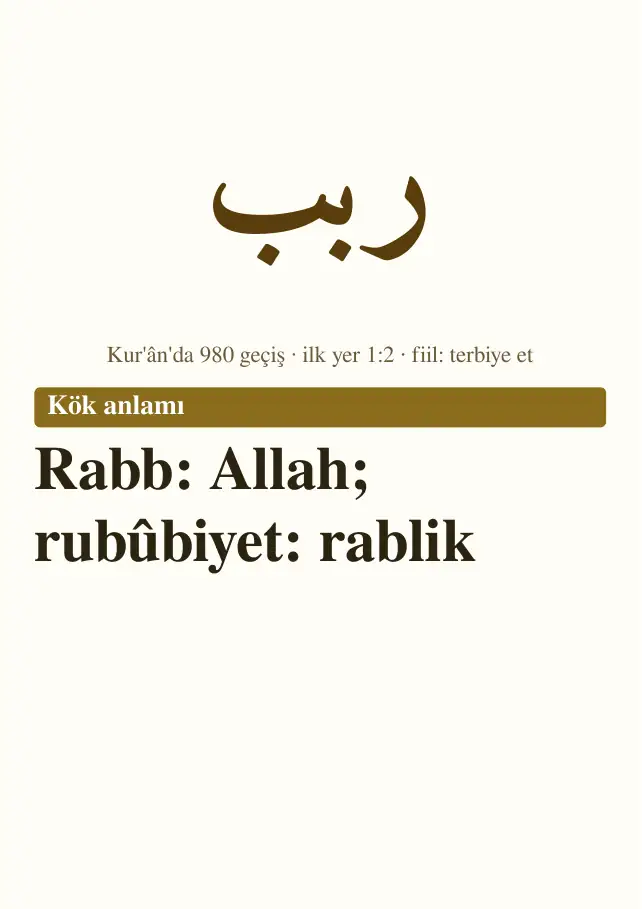 ربب
Kur'ân'da 980 geçiş · ilk yer 1:2 · fiil: terbiye et
Kök anlamı
Rabb: Allah;
rubûbiyet: rablik